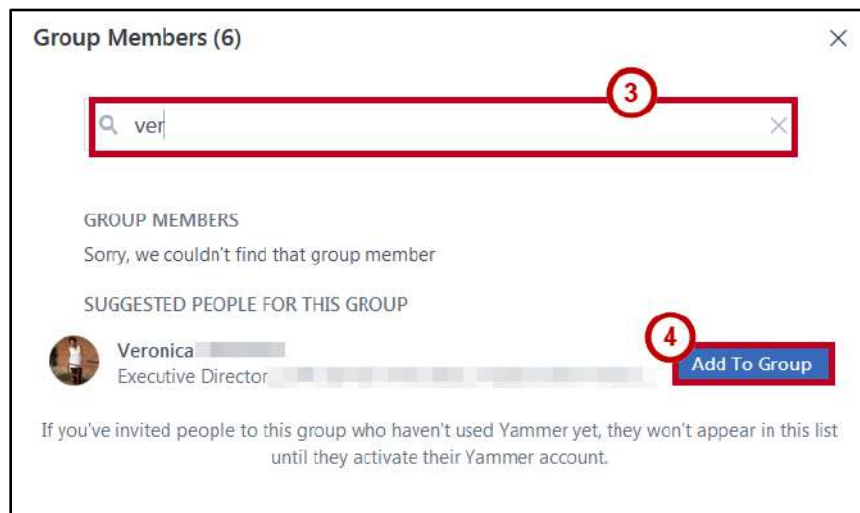 Group Members (6)
3
ver
GROUP MEMBERS
Sorry, we couldn't find that group member
SUGGESTED PEOPLE FOR THIS GROUP
4
Veronica
Add To Group
Executive Director
If you've invited people to this group who haven't used Yammer yet, they won't appear in this list
until they activate their Yammer account.